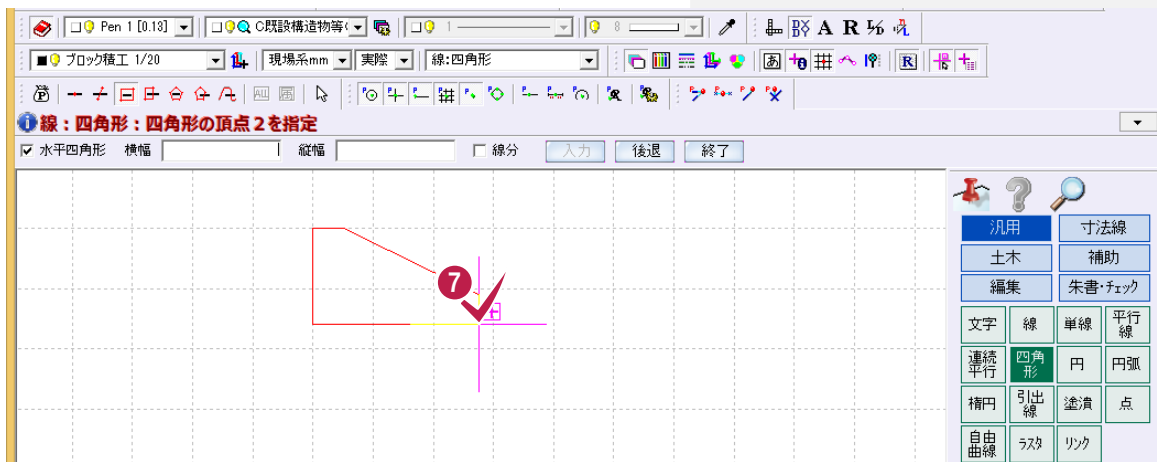 Pen 1 [0.13] C既設構造物等( 1 8 A R
ブロック積工 1/20 現場系mm 実際 線:四角形 あ R
ALL
線：四角形：四角形の頂点２を指定
水平四角形 横幅 縦幅 線分 入力 後退 終了
7
汎用 寸法線
土木 補助
編集 朱書・チェック
文字 線 単線 平行線
連続平行 四角形 円 円弧
楕円 引出線 塗潰 点
自由曲線 ラスタ リンク